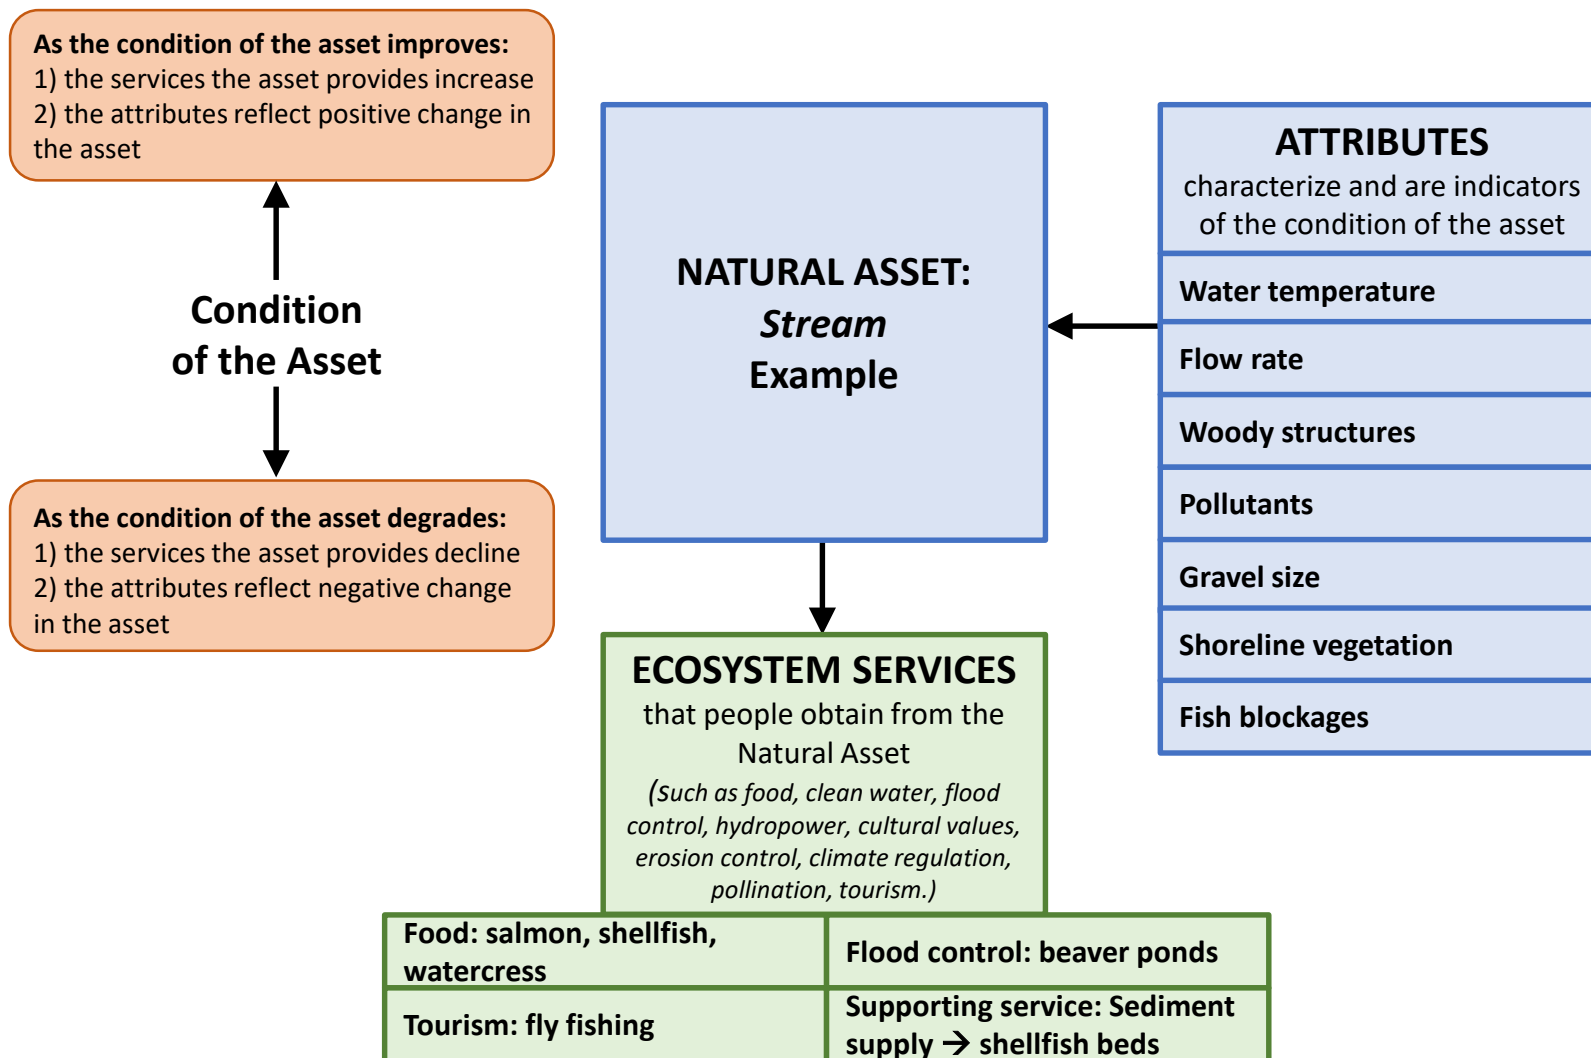 As the condition of the asset improves:
1) the services the asset provides increase
2) the attributes reflect positive change in
the asset
Condition
of the Asset
As the condition of the asset degrades:
1) the services the asset provides decline
2) the attributes reflect negative change
in the asset
NATURAL ASSET:
Stream
Example
ATTRIBUTES
characterize and are indicators
of the condition of the asset
Water temperature
Flow rate
Woody structures
Pollutants
Gravel size
Shoreline vegetation
Fish blockages
ECOSYSTEM SERVICES
that people obtain from the
Natural Asset
(such as food, clean water, flood
control, hydropower, cultural values,
erosion control, climate regulation,
pollination, tourism.)
Food: salmon, shellfish,
watercress
Flood control: beaver ponds
Tourism: fly fishing
Supporting service: Sediment
supply → shellfish beds